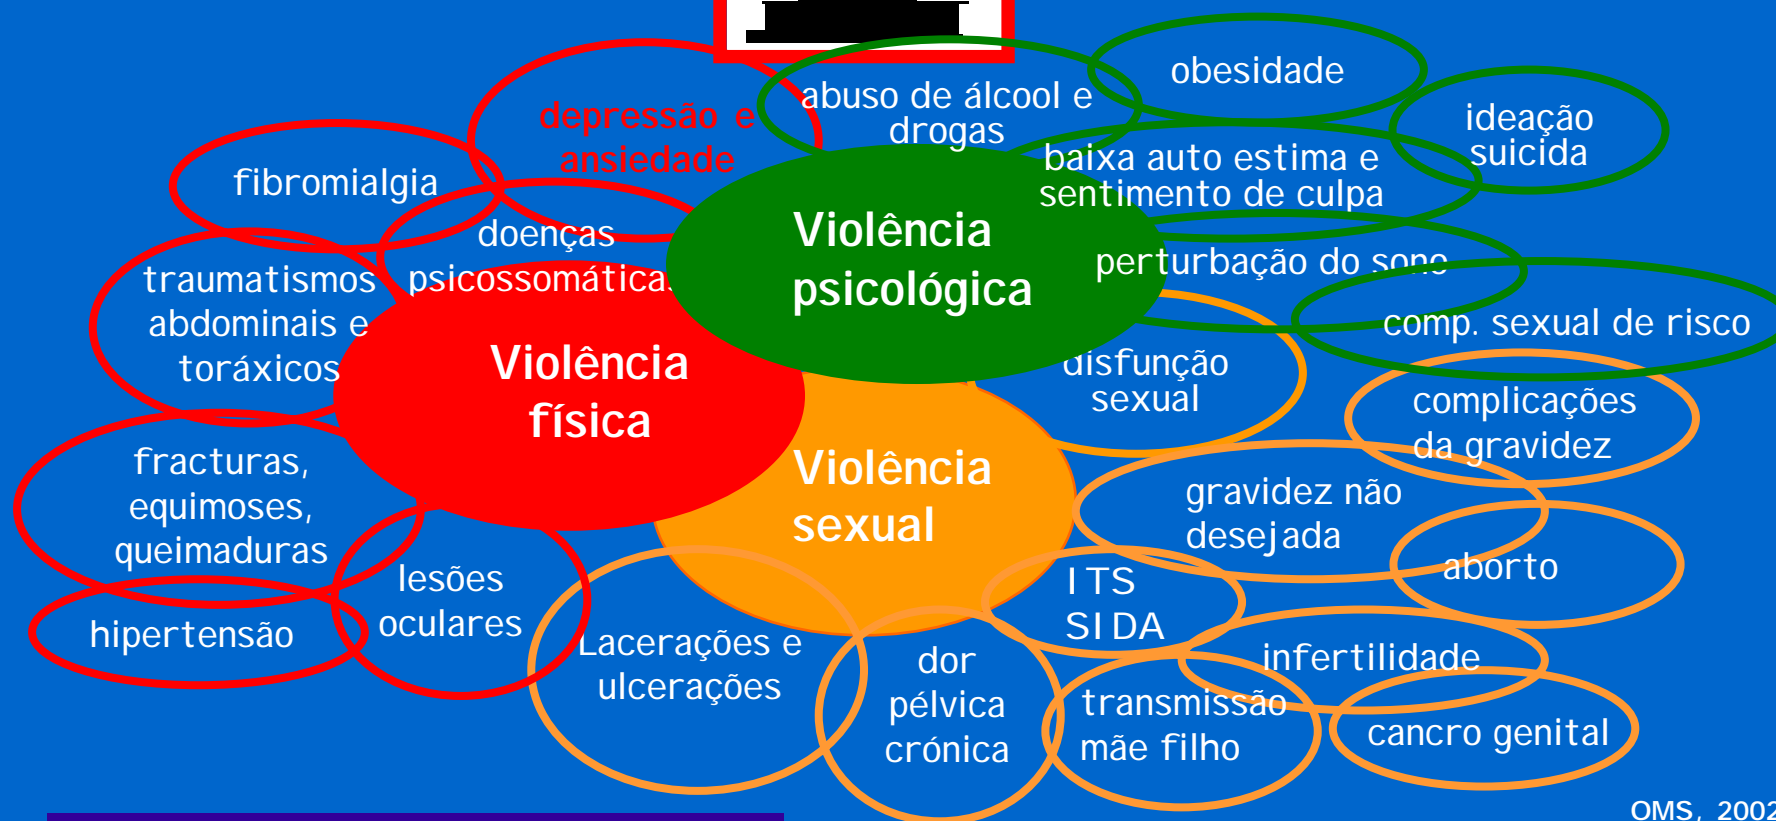 obesidade
abuso de álcool e
drogas
ideação
suicida
depressão e
ansiedade
baixa auto estima e
sentimento de culpa
fibromialgia
doenças
psicossomáticas
Violência
psicológica
perturbação do sono
traumatismos
abdominais e
toráxicos
comp. sexual de risco
Violência
física
disfunção
sexual
complicações
da gravidez
fracturas,
equimoses,
queimaduras
Violência
sexual
gravidez não
desejada
aborto
lesões
oculares
ITS
SIDA
hipertensão
Lacerações e
ulcerações
dor
pélvica
crónica
infertilidade
transmissão
mãe filho
cancro genital
OMS, 2002